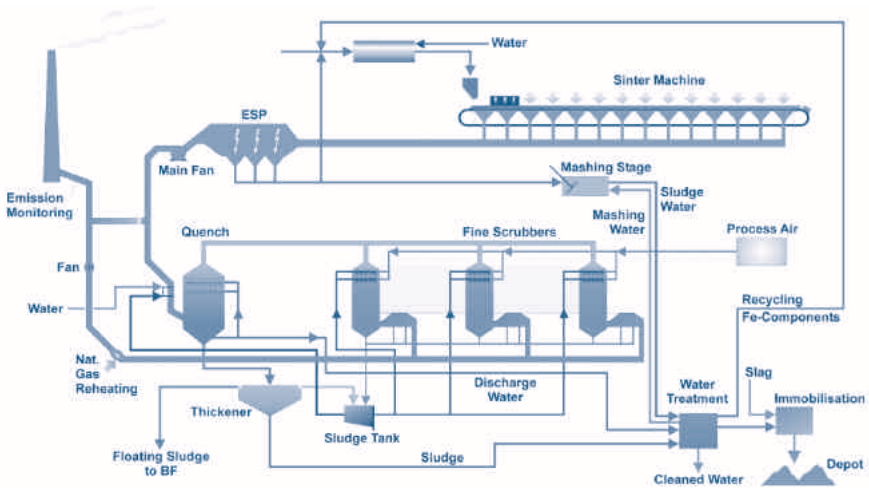 Water
Sinter Machine
ESP
Main Fan
Mashing Stage
Emission
Monitoring
Sludge
Water
Mashing
Water
Quench
Fine Scrubbers
Process Air
Fan
Water
Recycling
Fe-Components
Nat.
Gas
Reheating
Discharge
Water
Water
Treatment
Slag
Immobilisation
Thickener
Sludge Tank
Floating Sludge
to BF
Sludge
Cleaned Water
Depot